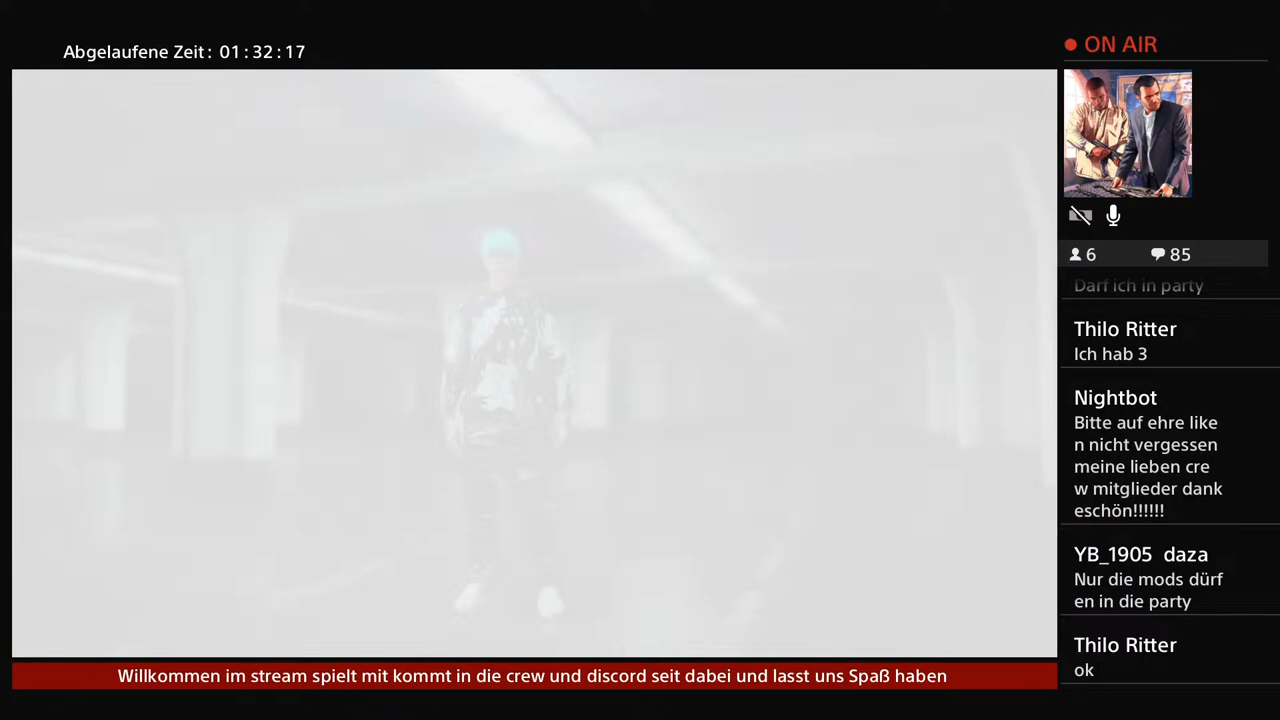 Abgelaufene Zeit: 01:32:17
ON AIR
6 85
Darf ich in party
Thilo Ritter
Ich hab 3
Nightbot
Bitte auf ehre like
n nicht vergessen
meine lieben cre
w mitglieder dank
eschön!!!!!!
YB_1905 daza
Nur die mods dürf
en in die party
Thilo Ritter
ok
Willkommen im stream spielt mit kommt in die crew und discord seit dabei und lasst uns Spaß haben